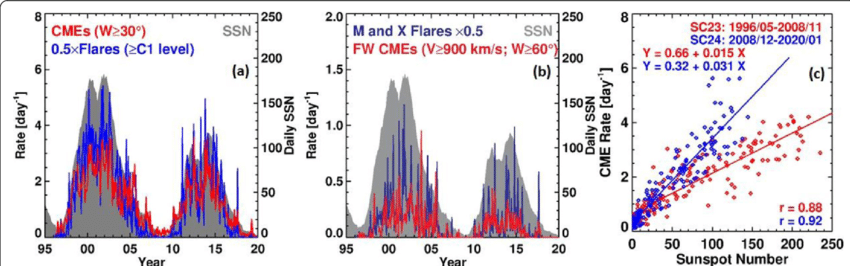 CMEs (W≥30°) SSN
0.5×Flares (≥C1 level)
(a)
Rate [day⁻¹]
8
6
4
2
0
250
200
150
100
50
0
Daily SSN
95 00 05 10 15 20
Year
M and X Flares ×0.5 SSN
FW CMEs (V≥900 km/s; W≥60°)
(b)
Rate [day⁻¹]
2.0
1.5
1.0
0.5
0.0
250
200
150
100
50
0
Daily SSN
95 00 05 10 15 20
Year
SC23: 1996/05-2008/11
SC24: 2008/12-2020/01
Y = 0.66 + 0.015 X
Y = 0.32 + 0.031 X
(c)
CME Rate [day⁻¹]
8
6
4
2
0
r = 0.88
r = 0.92
0 50 100 150 200 250
Sunspot Number